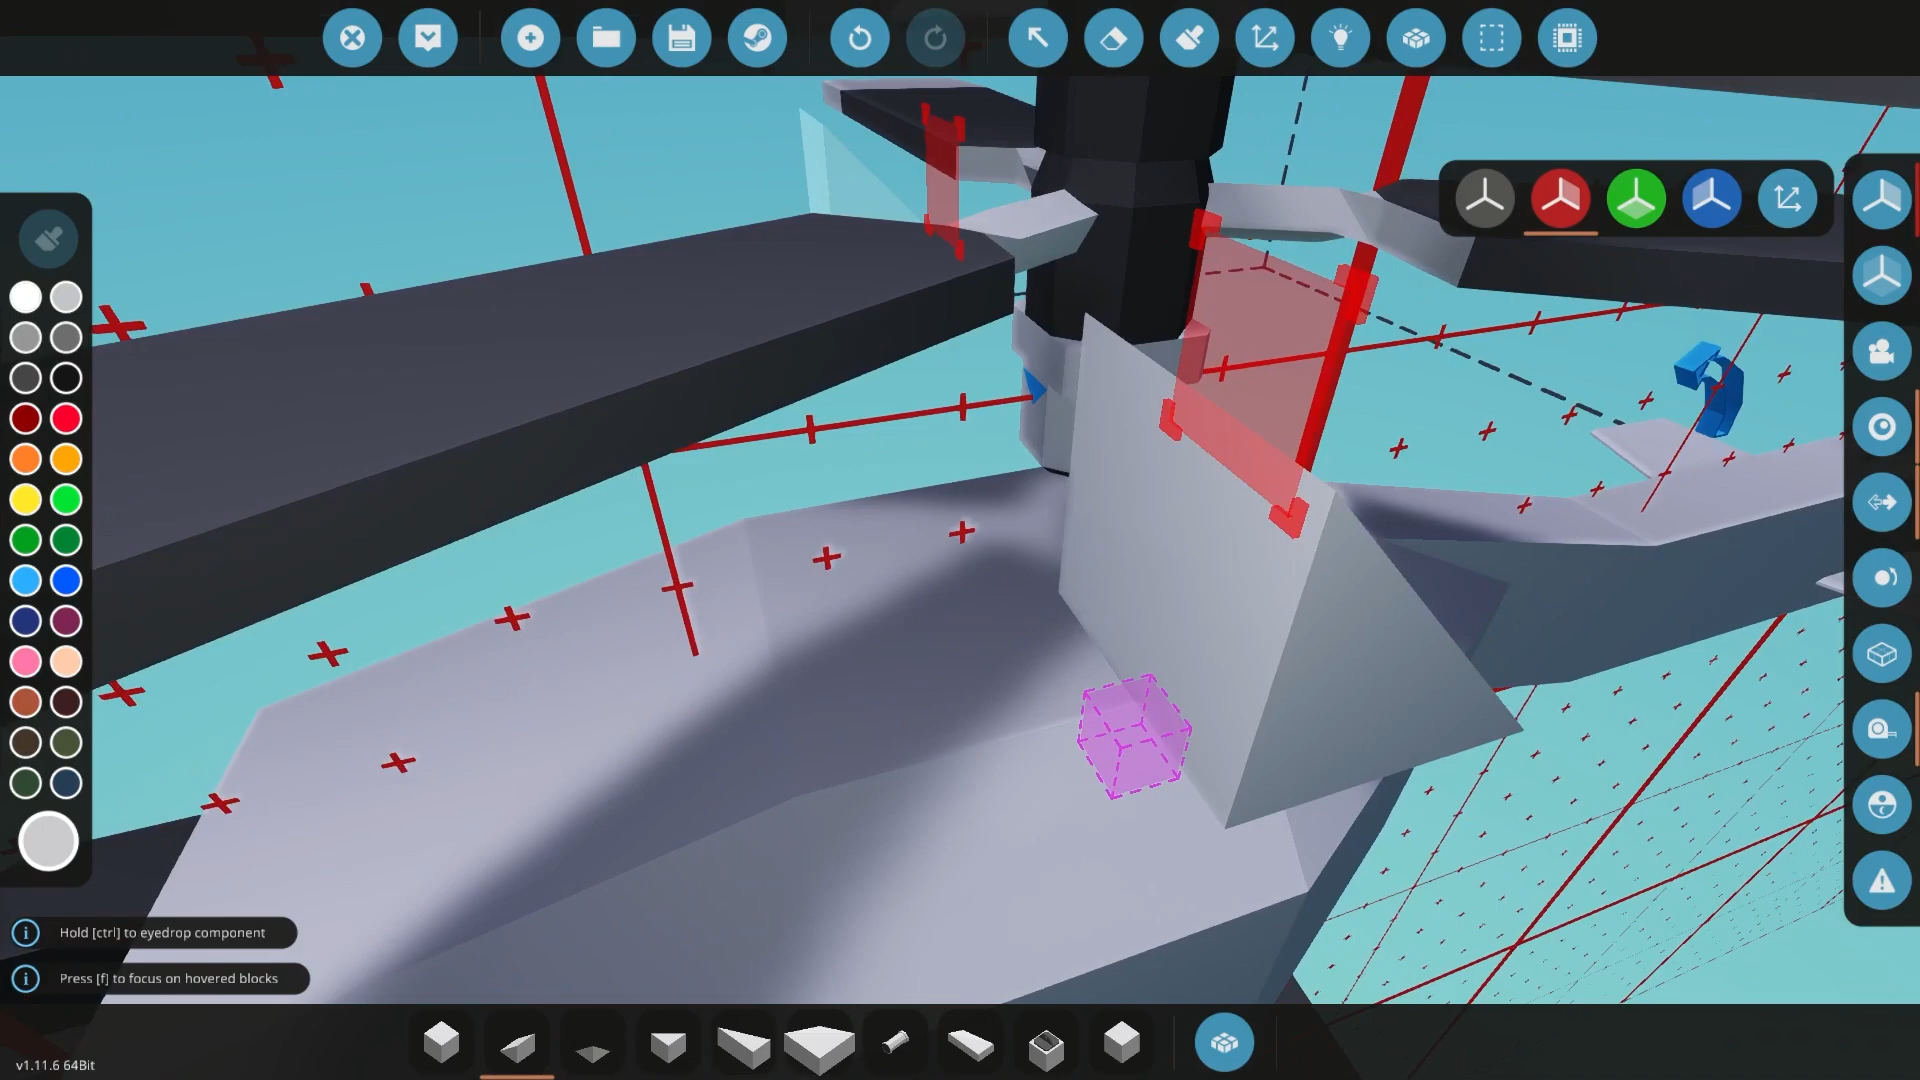 Hold [ctrl] to eyedrop component
Press [f] to focus on hovered blocks
v1.11.6 64Bit